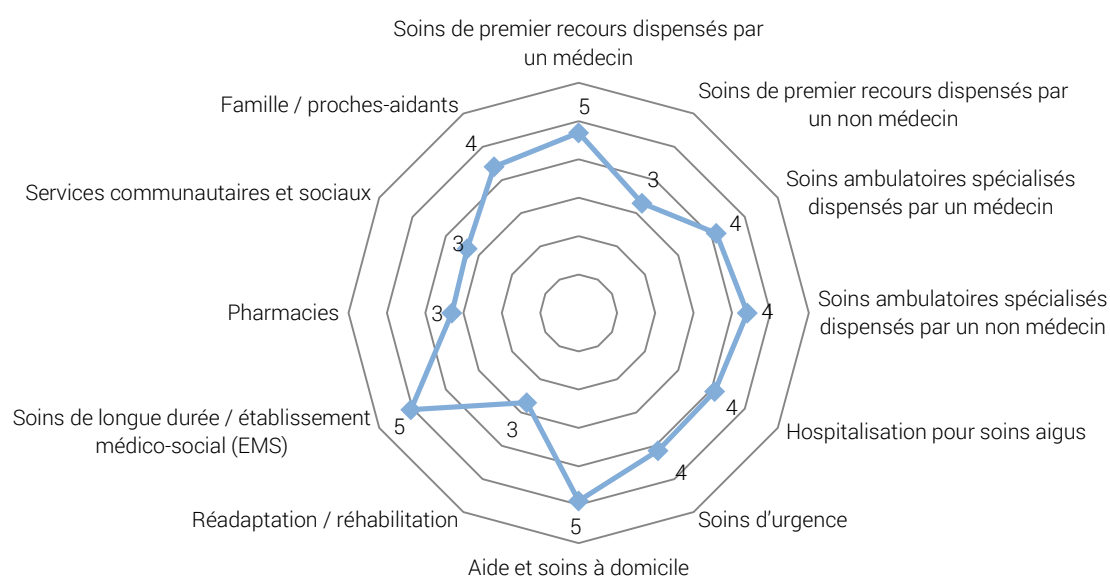 Soins de premier recours dispensés par
un médecin
Soins de premier recours dispensés par
un non médecin
Soins ambulatoires spécialisés
dispensés par un médecin
Soins ambulatoires spécialisés
dispensés par un non médecin
Hospitalisation pour soins aigus
Soins d'urgence
Aide et soins à domicile
Réadaptation / réhabilitation
Soins de longue durée / établissement
médico-social (EMS)
Pharmacies
Services communautaires et sociaux
Famille / proches-aidants
5
3
4
4
4
4
5
3
5
3
3
4